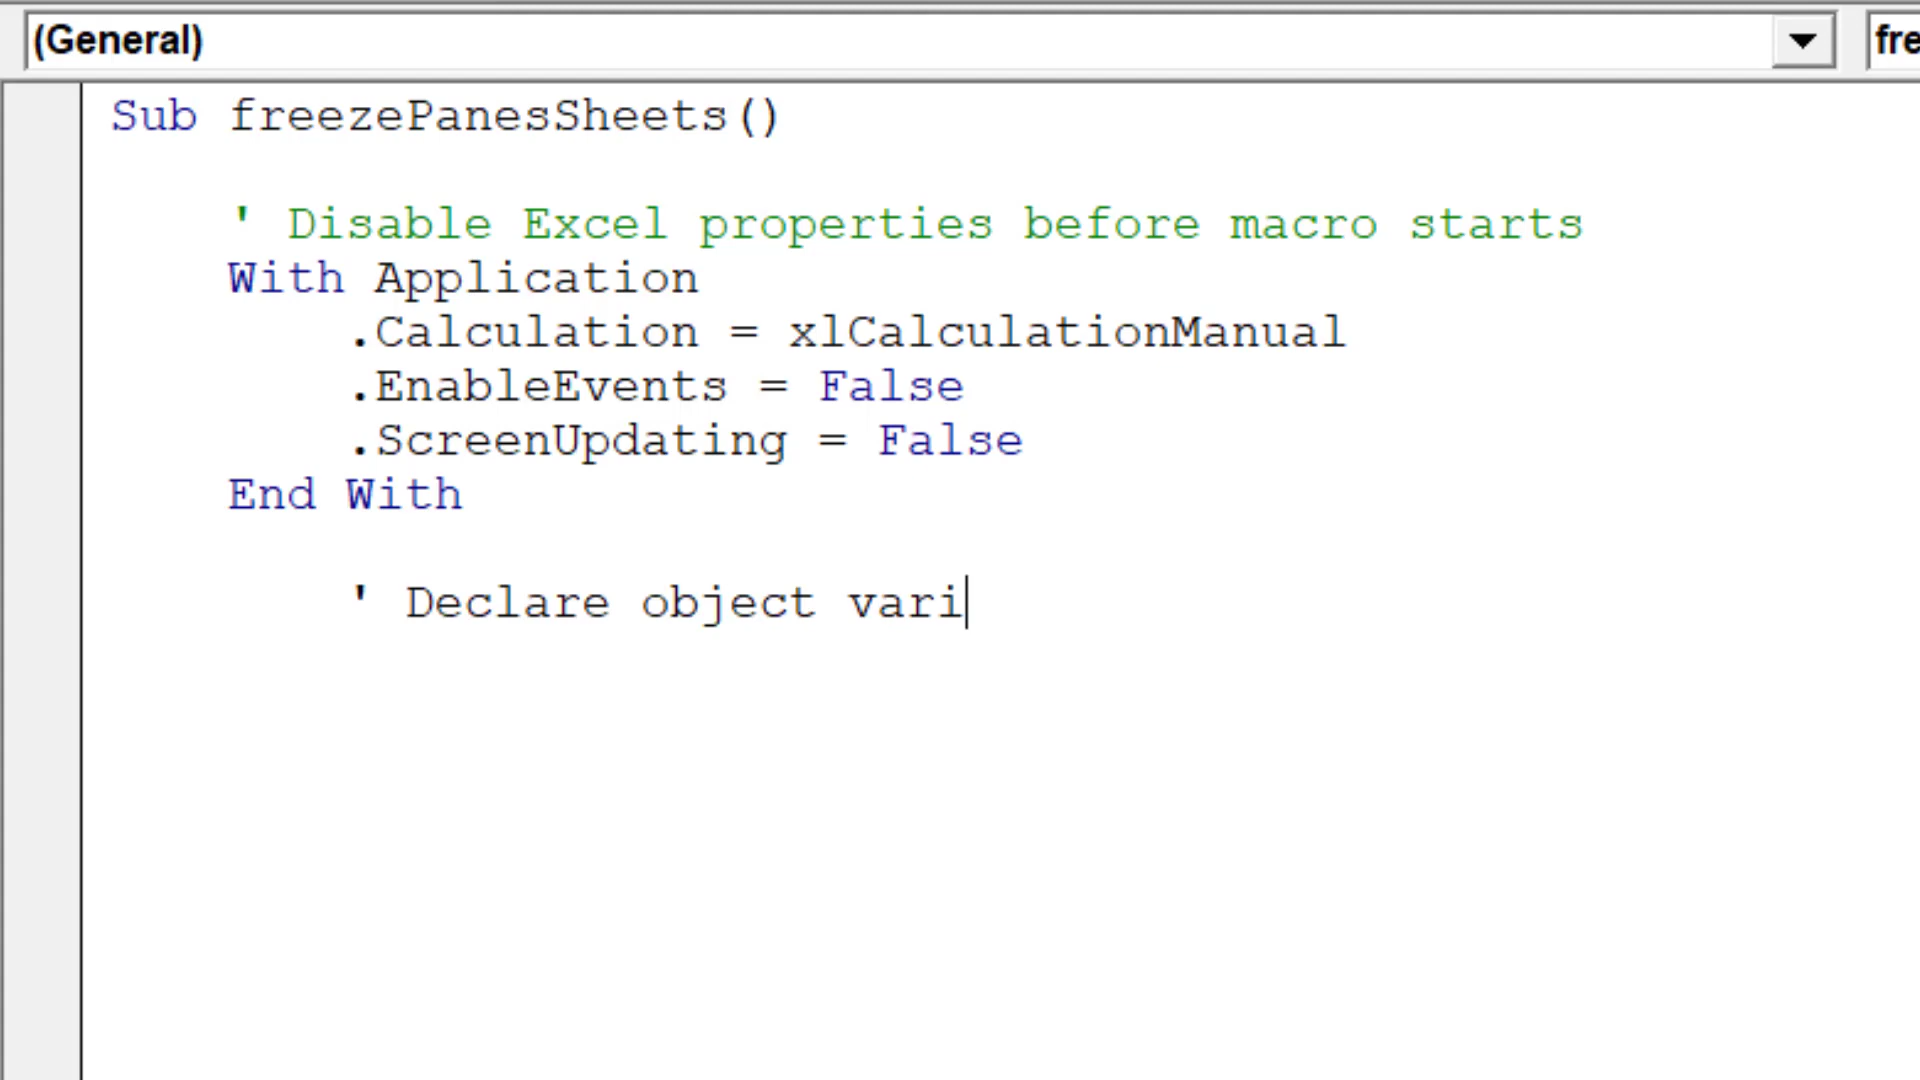 (General)
fre
Sub freezePanesSheets()
' Disable Excel properties before macro starts
With Application
.Calculation = xlCalculationManual
.EnableEvents = False
.ScreenUpdating = False
End With
' Declare object vari